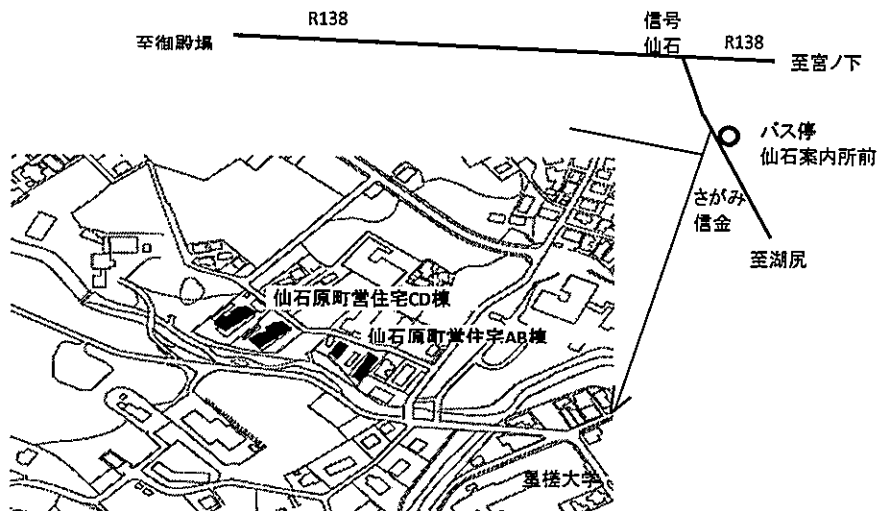 R138
信号
仙石
R138
至御殿場
至宮ノ下
バス停
仙石案内所前
さがみ
信金
至湖尻
仙石原町営住宅CD棟
仙石原町営住宅AB棟
星槎大学